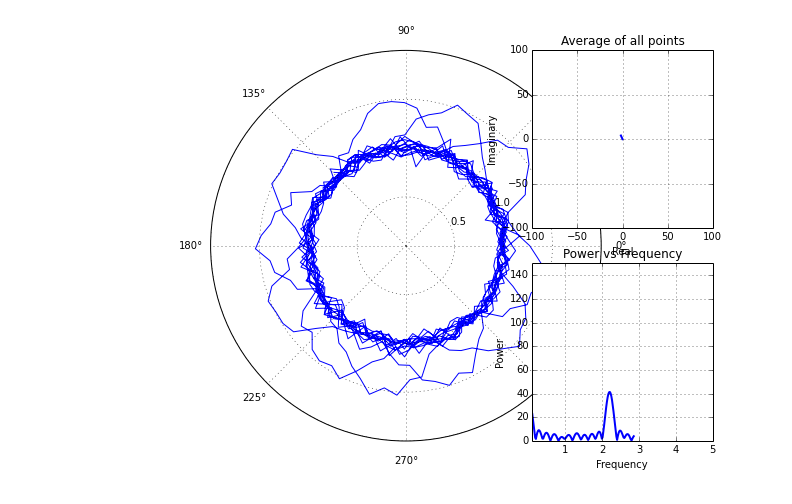 90°
135°
180°
225°
270°
0°
0.5
1.0
Average of all points
100
50
0
−50
−100
Imaginary
−100 −50 0 50 100
Real
Power vs Frequency
140
120
100
80
60
40
20
0
Power
1 2 3 4 5
Frequency